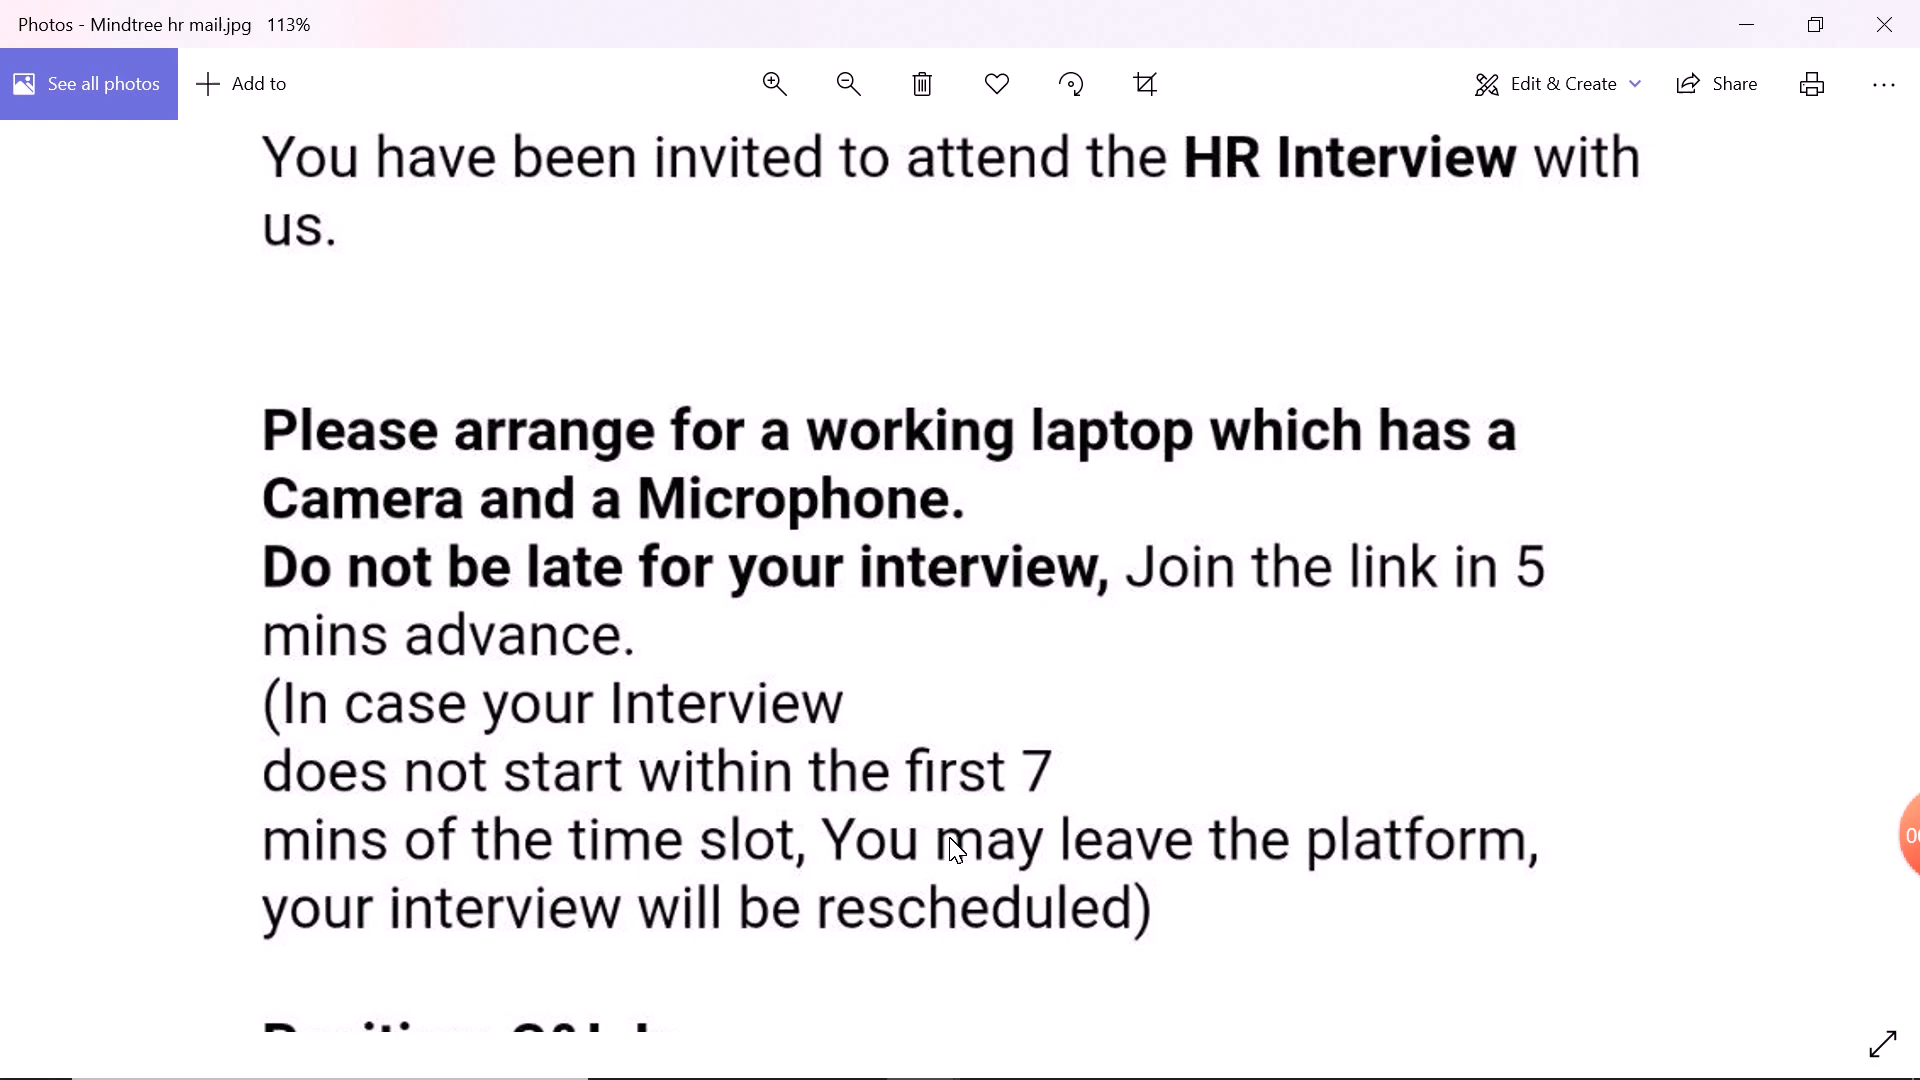 Photos - Mindtree hr mail.jpg 113%
See all photos
Add to
Edit & Create
Share
You have been invited to attend the HR Interview with
us.
Please arrange for a working laptop which has a
Camera and a Microphone.
Do not be late for your interview, Join the link in 5
mins advance.
(In case your Interview
does not start within the first 7
mins of the time slot, You may leave the platform,
your interview will be rescheduled)